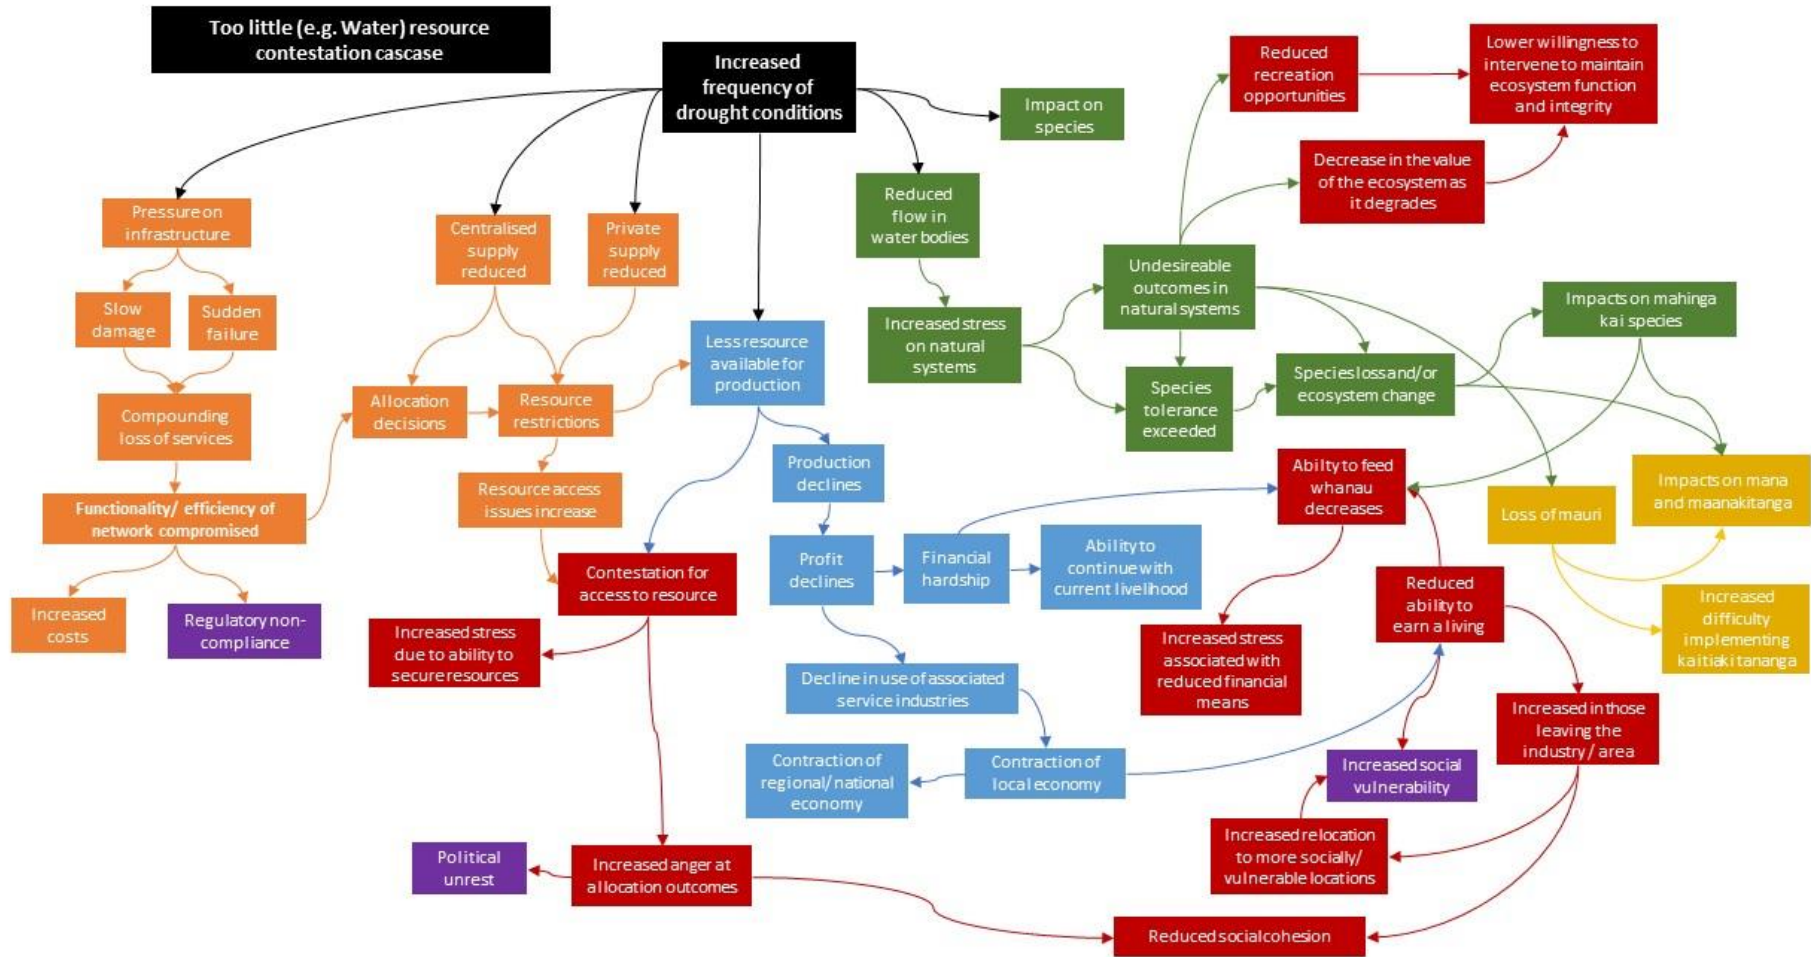 Too little (e.g. Water) resource
contestation cascase
Increased
frequency of
drought conditions
Impact on
species
Reduced
recreation
opportunities
Lower willingness to
intervene to maintain
ecosystem function
and integrity
Decrease in the value
of the ecosystem as
it degrades
Pressure on
infrastructure
Centralised
supply
reduced
Private
supply
reduced
Reduced
flow in
water bodies
Slow
damage
Sudden
failure
Undesireable
outcomes in
natural systems
Impacts on mahinga
kai species
Increased stress
on natural
systems
Less resource
available for
production
Species
tolerance
exceeded
Species loss and/or
ecosystem change
Compounding
loss of services
Allocation
decisions
Resource
restrictions
Production
declines
Resource access
issues increase
Abilty to feed
whanau
decreases
Impacts on mana
and maanakitanga
Loss of mauri
Functionality/ efficiency of
network compromised
Profit
declines
Financial
hardship
Ability to
continue with
current livelihood
Contestation for
access to resource
Reduced
ability to
earn a living
Increased
difficulty
implementing
kaitiaki tananga
Increased
costs
Regulatory non-
compliance
Increased stress
due to ability to
secure resources
Increased stress
associated with
reduced financial
means
Decline in use of associated
service industries
Increased in those
leaving the
industry / area
Contraction of
regional/ national
economy
Contraction of
local economy
Increased social
vulnerability
Increased relocation
to more socially/
vulnerable locations
Political
unrest
Increased anger at
allocation outcomes
Reduced social cohesion